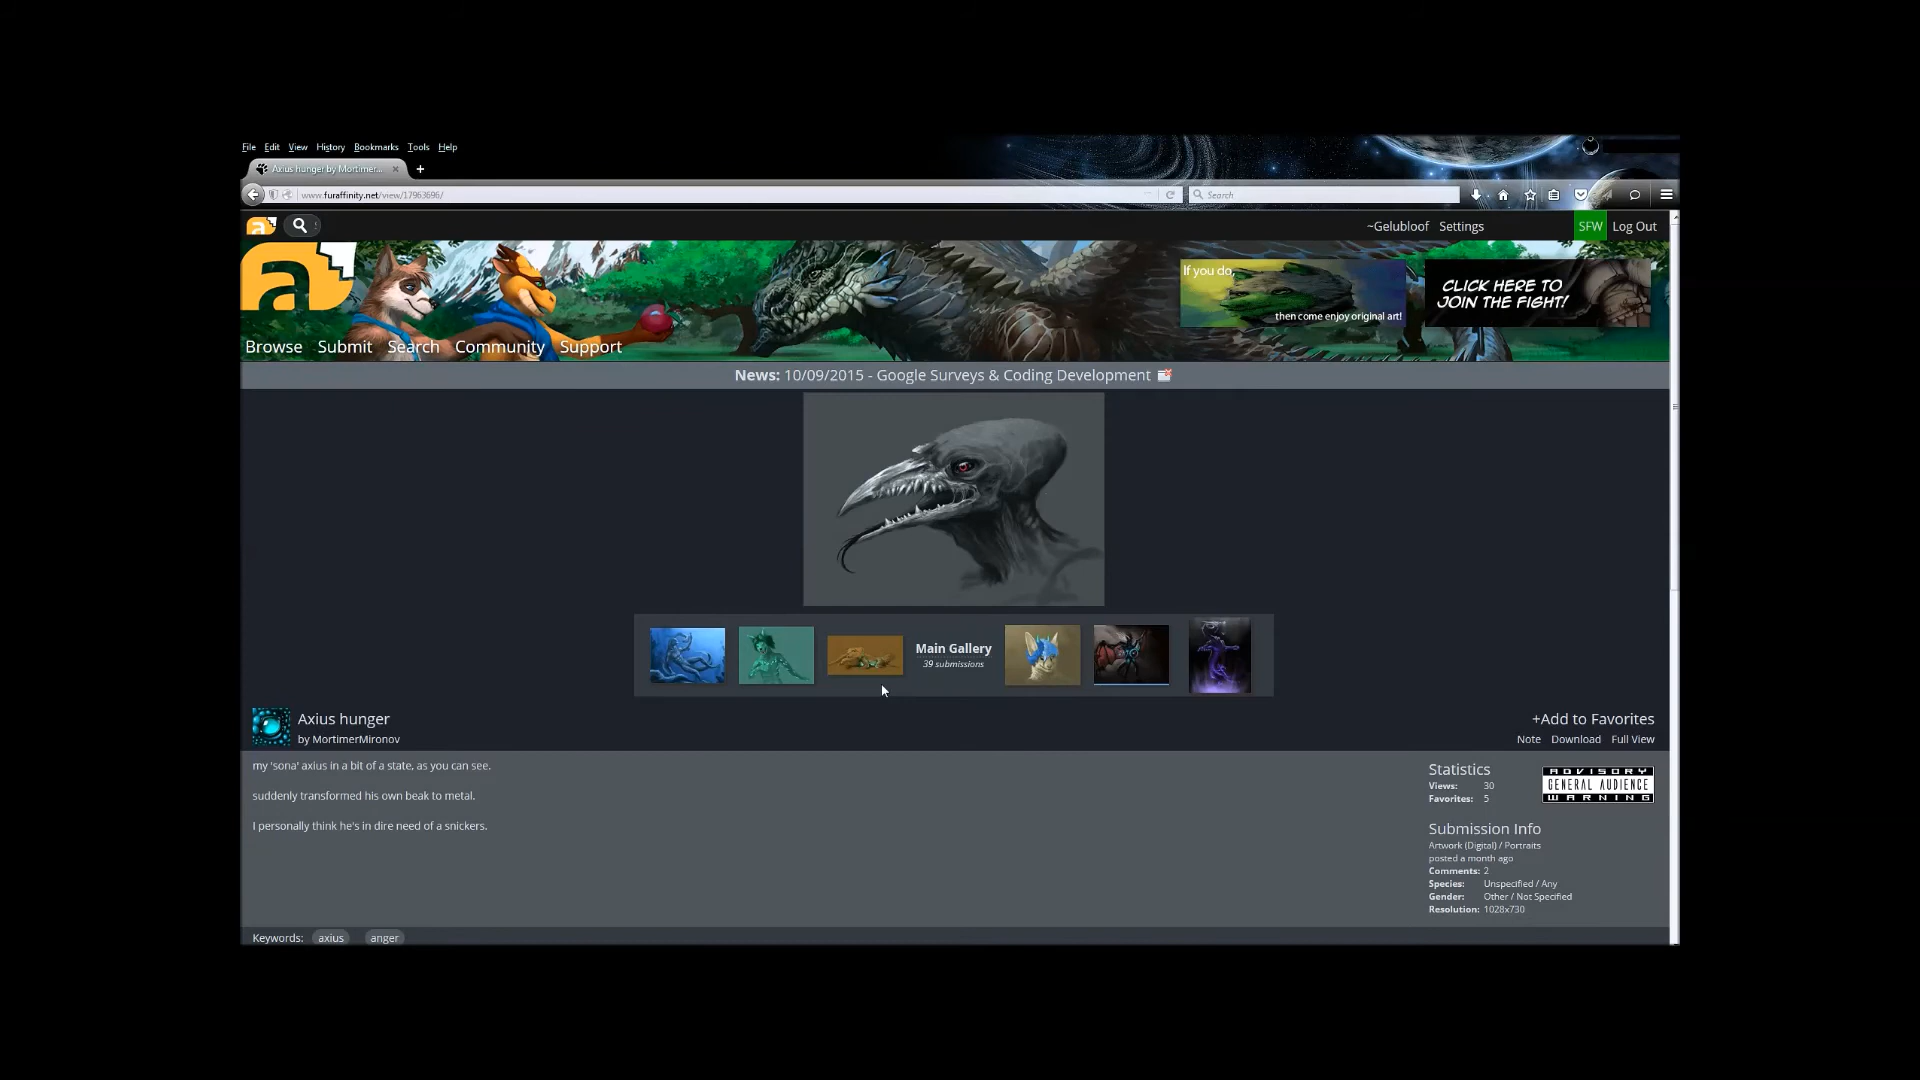 File Edit View History Bookmarks Tools Help
Axius hunger by Mortimer...
www.furaffinity.net/view/17963696/
Search
~Gelubloof Settings SFW Log Out
If you do,
then come enjoy original art!
CLICK HERE TO
JOIN THE FIGHT!
Browse Submit Search Community Support
News: 10/09/2015 - Google Surveys & Coding Development
Main Gallery
39 submissions
Axius hunger
by MortimerMironov
+Add to Favorites
Note Download Full View
my 'sona' axius in a bit of a state, as you can see.
suddenly transformed his own beak to metal.
I personally think he's in dire need of a snickers.
Statistics
Views: 30
Favorites: 5
ADVISORY
GENERAL AUDIENCE
WARNING
Submission Info
Artwork (Digital) / Portraits
posted a month ago
Comments: 2
Species: Unspecified / Any
Gender: Other / Not Specified
Resolution: 1028x730
Keywords: axius anger